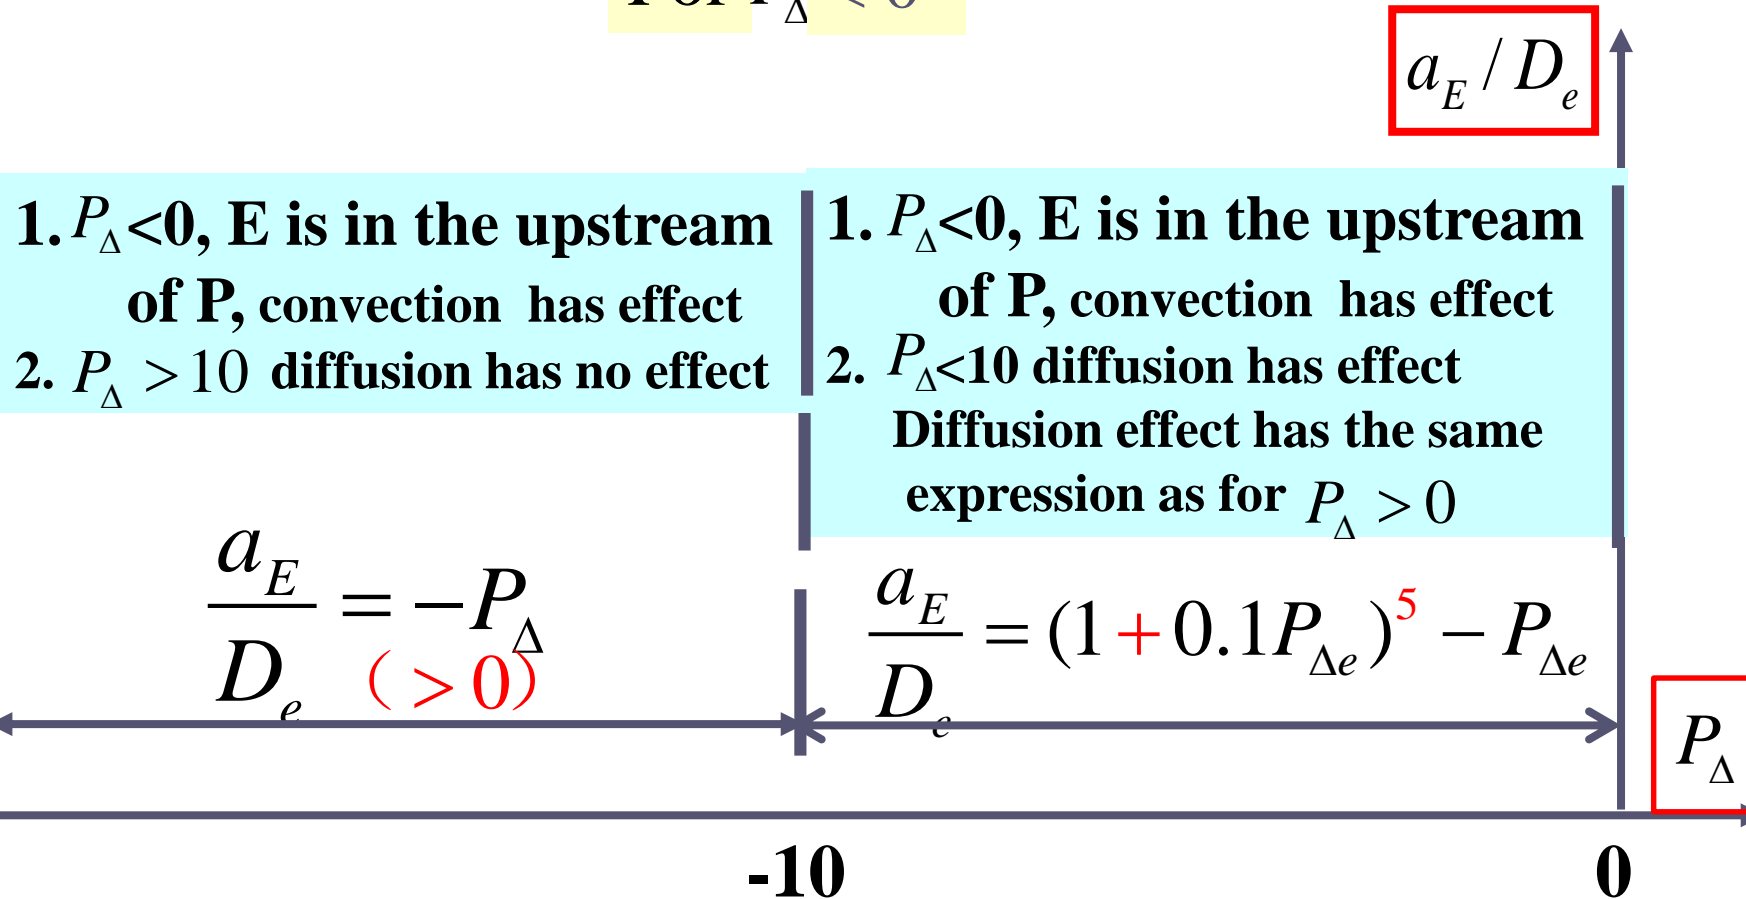 For P_Δ < 0
a_E / D_e
1. P_Δ <0, E is in the upstream
of P, convection has effect
2. P_Δ > 10 diffusion has no effect
1. P_Δ <0, E is in the upstream
of P, convection has effect
2. P_Δ <10 diffusion has effect
Diffusion effect has the same
expression as for P_Δ > 0
a_E / D_e = −P_Δ
( > 0)
a_E / D_e = (1 + 0.1P_Δe)^5 − P_Δe
P_Δ
-10
0